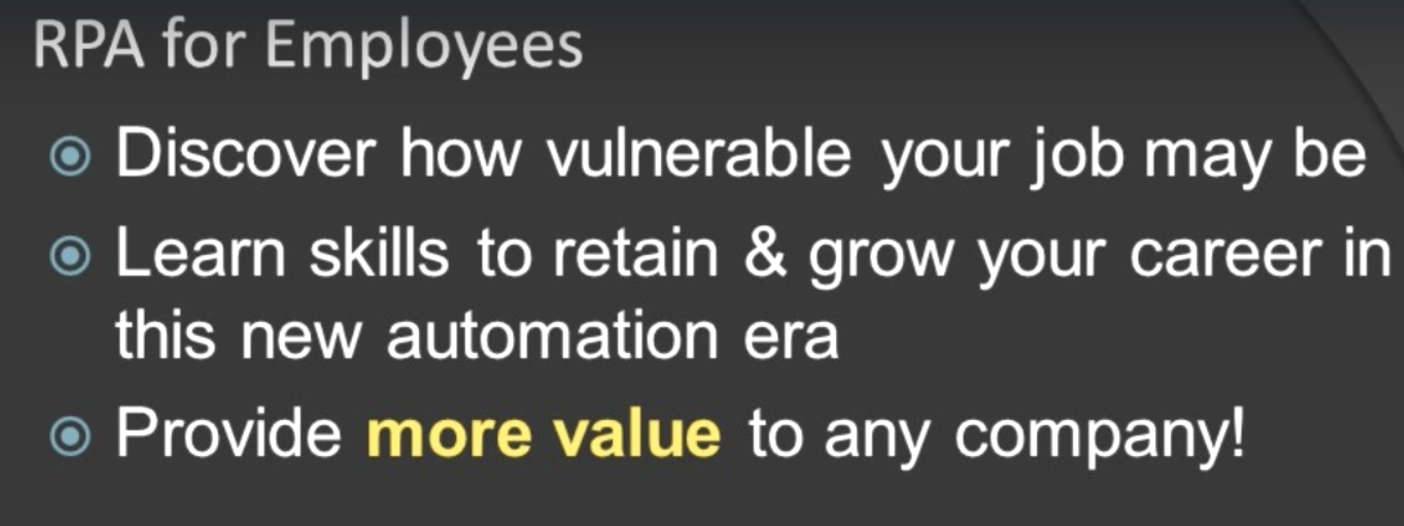 RPA for Employees
Discover how vulnerable your job may be
Learn skills to retain & grow your career in
this new automation era
Provide more value to any company!